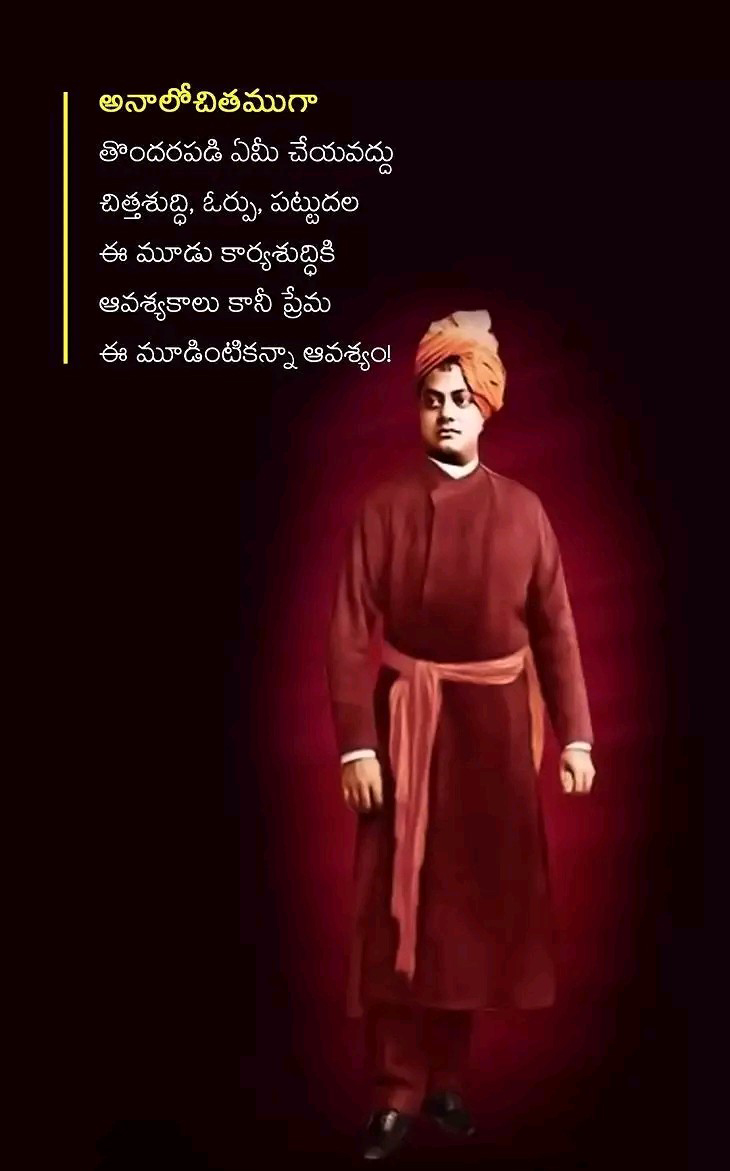 అనాలోచితముగా
తొందరపడి ఏమీ చేయవద్దు
చిత్తశుద్ధి, ఓర్పు, పట్టుదల
ఈ మూడు కార్యశుద్ధికి
ఆవశ్యకాలు కానీ ప్రేమ
ఈ మూడింటికన్నా ఆవశ్యం!